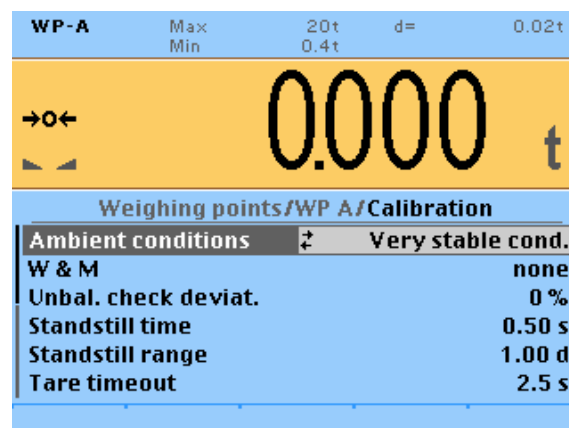 WP-A Max 20t d= 0.02t
Min 0.4t
→0← 0.000 t
Weighing points/WP A/Calibration
Ambient conditions Very stable cond.
W & M none
Unbal. check deviat. 0 %
Standstill time 0.50 s
Standstill range 1.00 d
Tare timeout 2.5 s